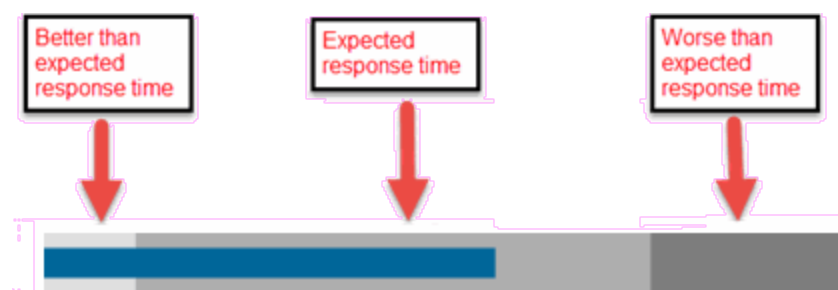 Better than
expected
response time
Expected
response time
Worse than
expected
response time